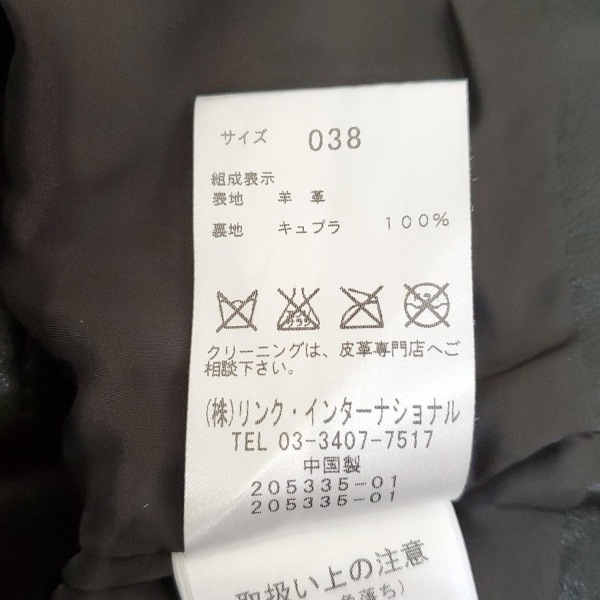 サイズ 038
組成表示
表地 羊 革
裏地 キュプラ 100%
クリーニングは、皮革専門店へご
相談下さい。
(株)リンク・インターナショナル
TEL 03-3407-7517
中国製
205335-01
205335-01
取扱い上の注意
色落ち)